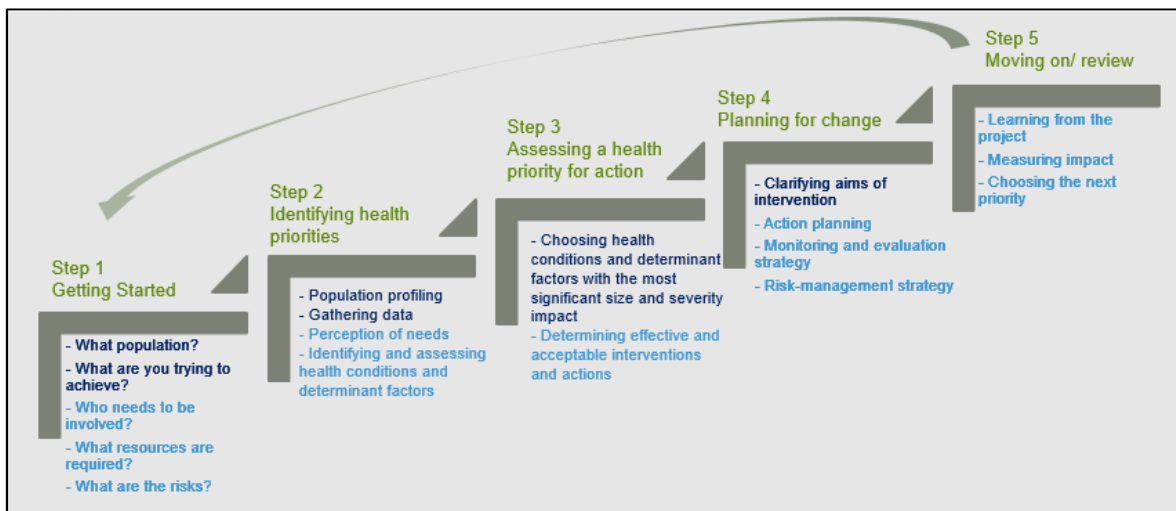 Step 1
Getting Started
- What population?
- What are you trying to
achieve?
- Who needs to be
involved?
- What resources are
required?
- What are the risks?
Step 2
Identifying health
priorities
- Population profiling
- Gathering data
- Perception of needs
- Identifying and assessing
health conditions and
determinant factors
Step 3
Assessing a health
priority for action
- Choosing health
conditions and determinant
factors with the most
significant size and severity
impact
- Determining effective and
acceptable interventions
and actions
Step 4
Planning for change
- Clarifying aims of
intervention
- Action planning
- Monitoring and evaluation
strategy
- Risk-management strategy
Step 5
Moving on/ review
- Learning from the
project
- Measuring impact
- Choosing the next
priority